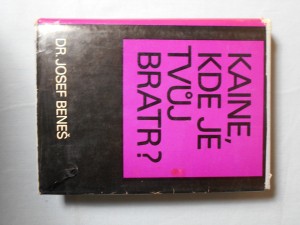 KAINE,
KDE JE
TVŮJ
BRATR?
DR. JOSEF BENEŠ